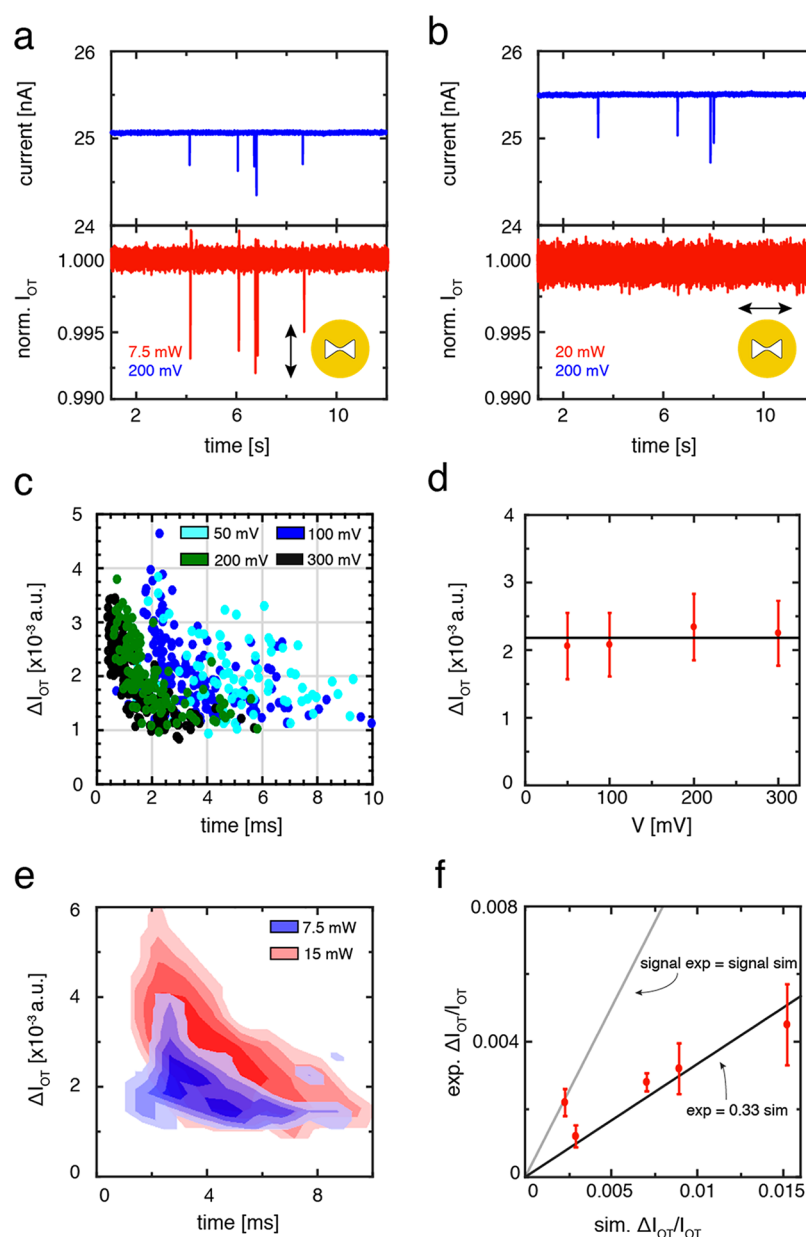 a
26
25
24
current [nA]
1.000
0.995
0.990
norm. I_OT
7.5 mW
200 mV
2
6
10
time [s]
b
26
25
24
current [nA]
1.000
0.995
0.990
norm. I_OT
20 mW
200 mV
2
6
10
time [s]
c
5
4
3
2
1
0
ΔI_OT [x10⁻³ a.u.]
50 mV
100 mV
200 mV
300 mV
0
2
4
6
8
10
time [ms]
d
4
3
2
1
0
ΔI_OT [x10⁻³ a.u.]
0
100
200
300
V [mV]
e
6
4
2
0
ΔI_OT [x10⁻³ a.u.]
7.5 mW
15 mW
0
4
8
time [ms]
f
0.008
0.004
0
exp. ΔI_OT/I_OT
signal exp = signal sim
exp = 0.33 sim
0
0.005
0.01
0.015
sim. ΔI_OT/I_OT